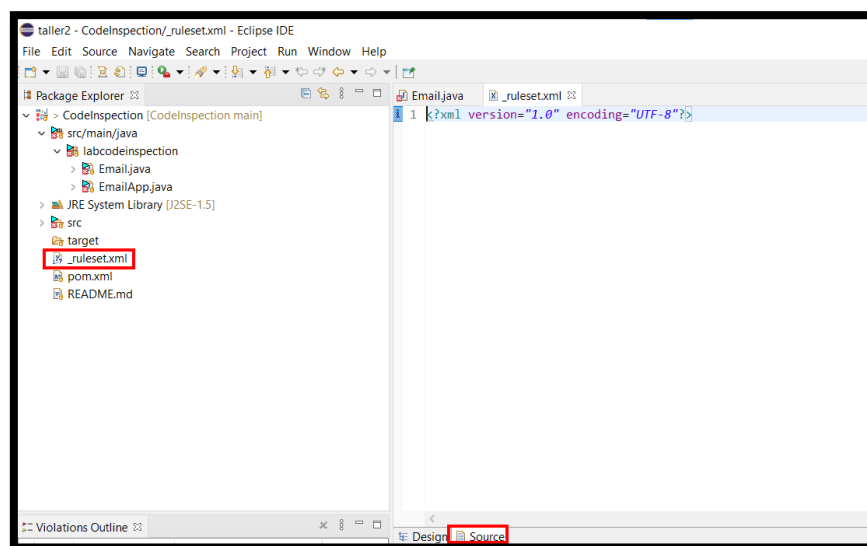 taller2 - CodeInspection/_ruleset.xml - Eclipse IDE
File Edit Source Navigate Search Project Run Window Help
Package Explorer
> CodeInspection [CodeInspection main]
src/main/java
labcodeinspection
> Email.java
> EmailApp.java
> JRE System Library [J2SE-1.5]
> src
target
_ruleset.xml
pom.xml
README.md
Violations Outline
Email.java _ruleset.xml
1 <?xml version="1.0" encoding="UTF-8"?>
Design Source